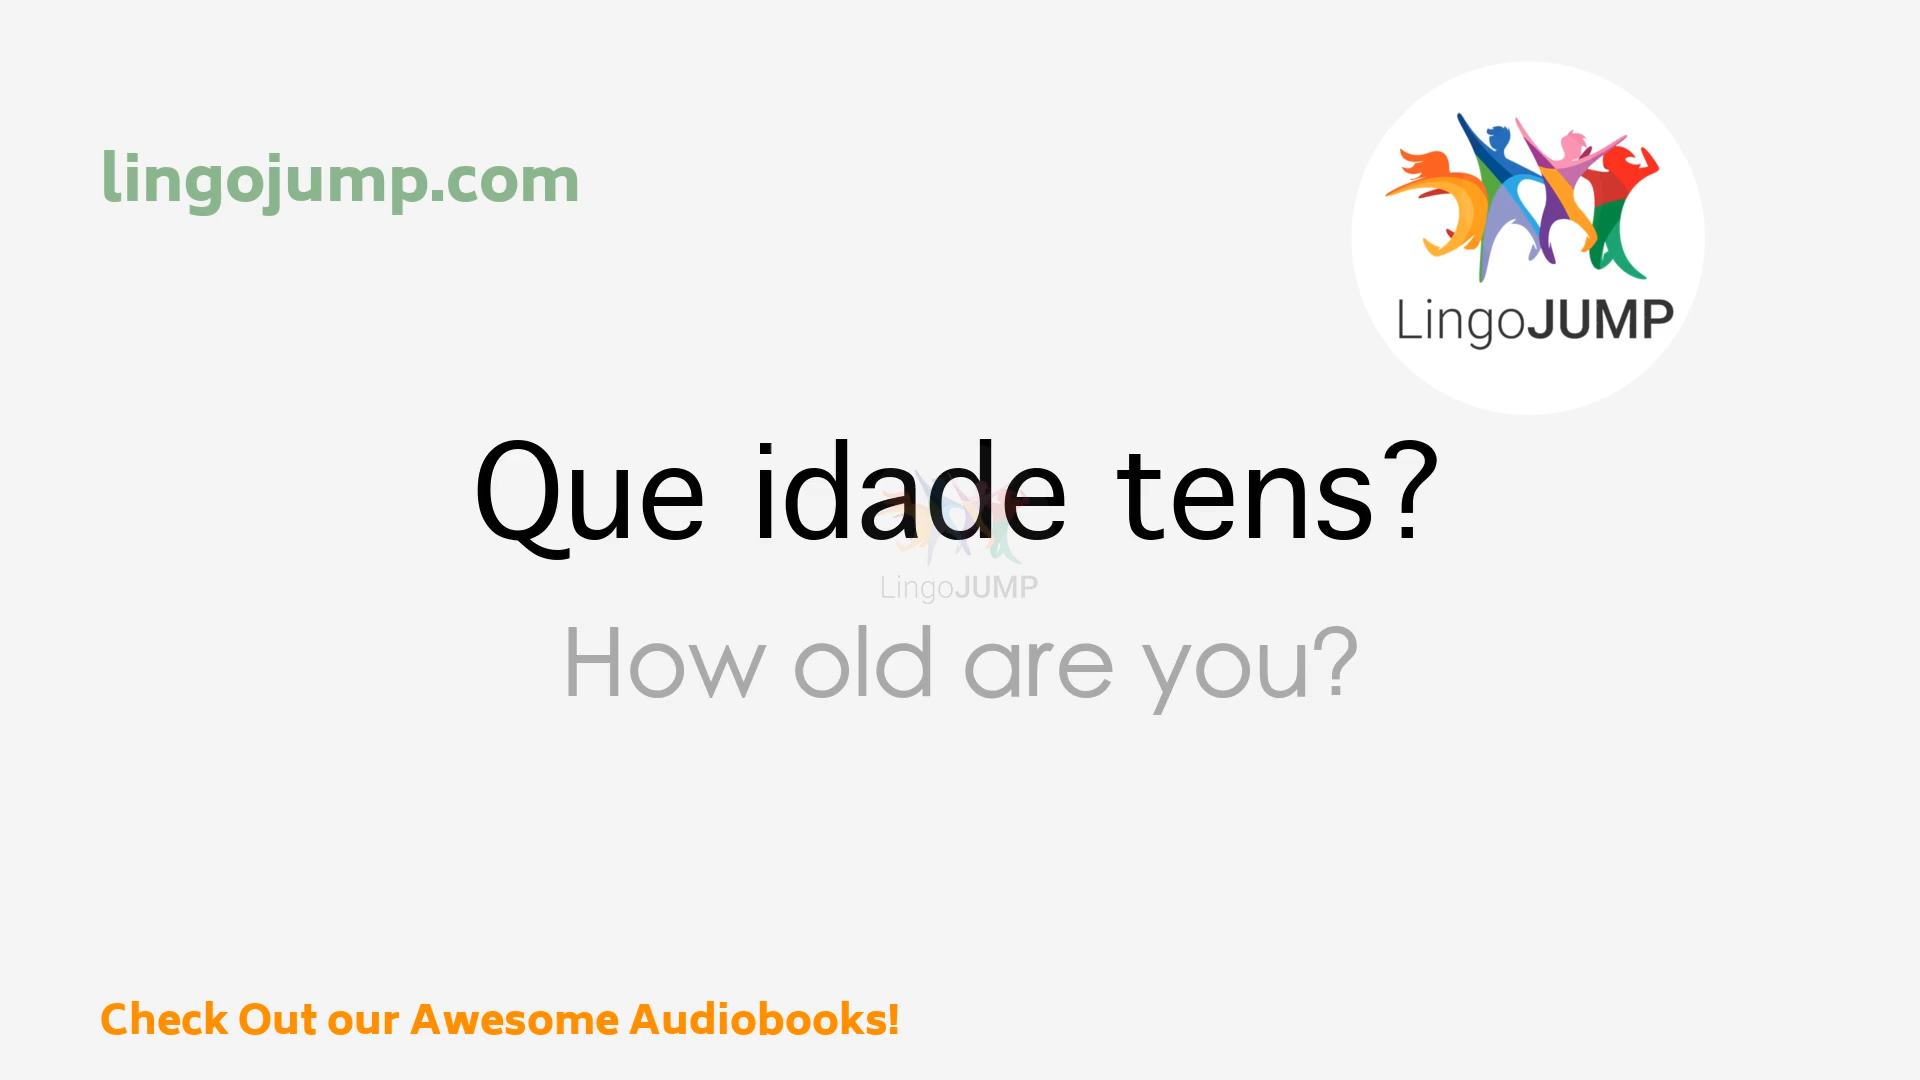 lingojump.com
LingoJUMP
Que idade tens?
LingoJUMP
How old are you?
Check Out our Awesome Audiobooks!